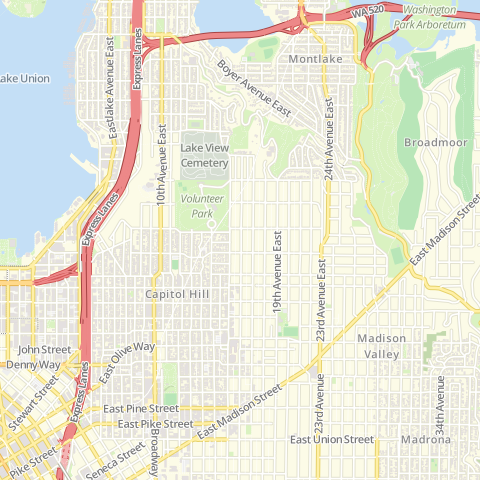 WA 520
Washington
Park Arboretum
Express Lanes
Eastlake Avenue East
Montlake
Boyer Avenue East
ake Union
24th Avenue East
10th Avenue East
Lake View
Cemetery
Broadmoor
Volunteer
Park
Express Lanes
East Madison Street
19th Avenue East
23rd Avenue East
Capitol Hill
Madison
Valley
John Street
Denny Way
East Olive Way
Stewart Street
Express Lanes
East Pine Street
East Pike Street
East Madison Street
23rd Avenue
34th Avenue
Broadway
East Union Street
Madrona
Pike Street
Seneca Street